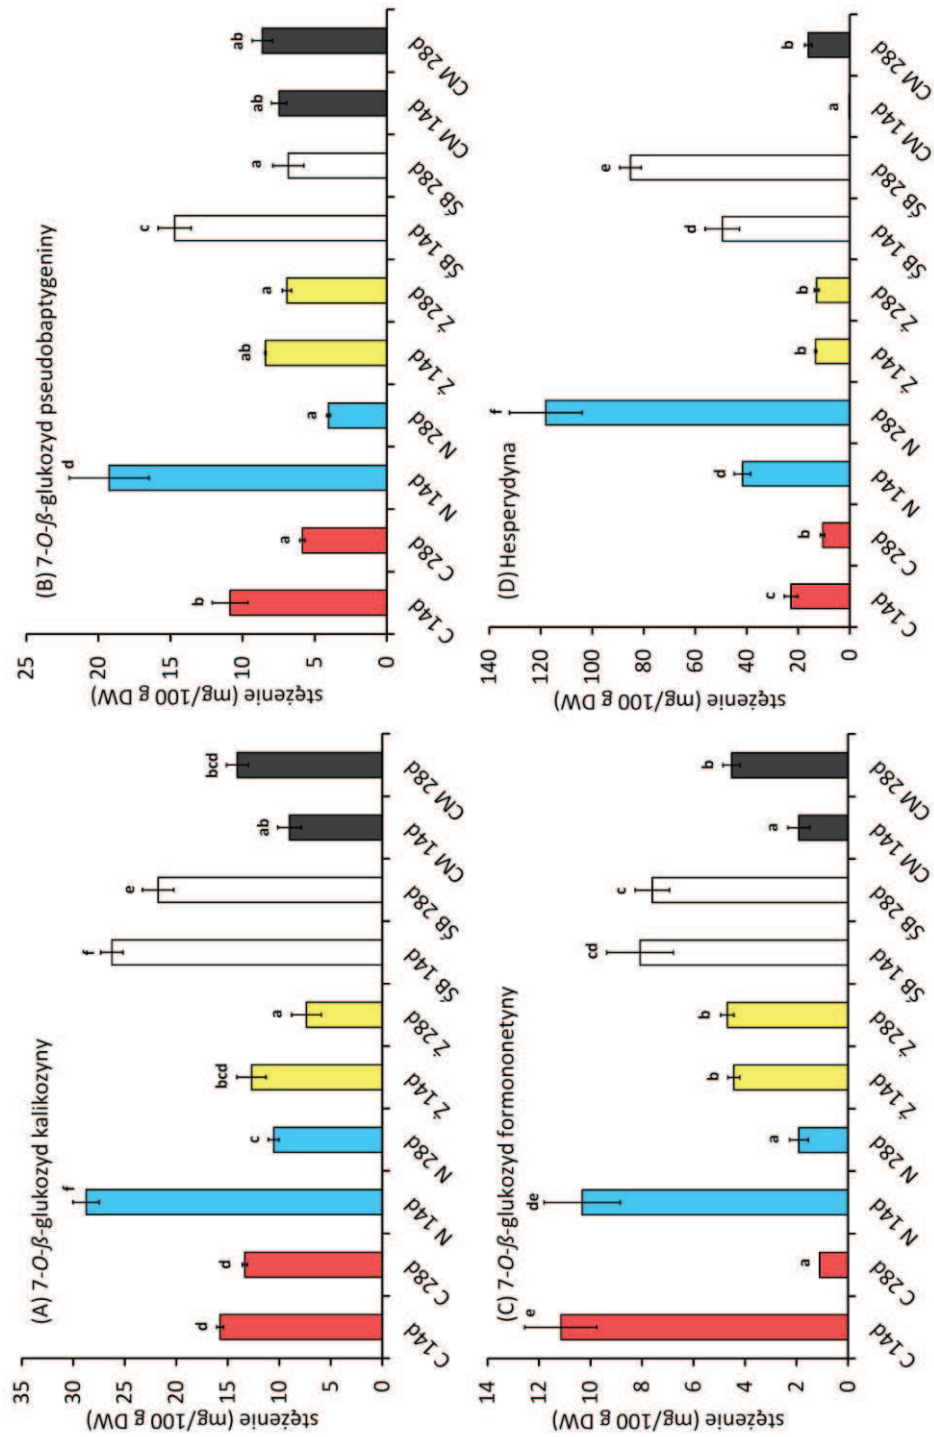 (A) 7-O-β-glukozyd kalikozyny
stężenie (mg/100 g DW)
35
30
25
20
15
10
5
0
d
d
f
c
bcd
a
f
e
ab
bcd
C 14d
C 28d
N 14d
N 28d
Ż 14d
Ż 28d
ŚB 14d
ŚB 28d
CM 14d
CM 28d
(B) 7-O-β-glukozyd pseudobaptygeniny
stężenie (mg/100 g DW)
25
20
15
10
5
0
b
a
d
a
ab
a
c
a
ab
ab
C 14d
C 28d
N 14d
N 28d
Ż 14d
Ż 28d
ŚB 14d
ŚB 28d
CM 14d
CM 28d
(C) 7-O-β-glukozyd formononetyny
stężenie (mg/100 g DW)
14
12
10
8
6
4
2
0
e
a
de
a
b
b
cd
c
a
b
C 14d
C 28d
N 14d
N 28d
Ż 14d
Ż 28d
ŚB 14d
ŚB 28d
CM 14d
CM 28d
(D) Hesperydyna
stężenie (mg/100 g DW)
140
120
100
80
60
40
20
0
c
b
d
f
b
b
d
e
a
b
C 14d
C 28d
N 14d
N 28d
Ż 14d
Ż 28d
ŚB 14d
ŚB 28d
CM 14d
CM 28d